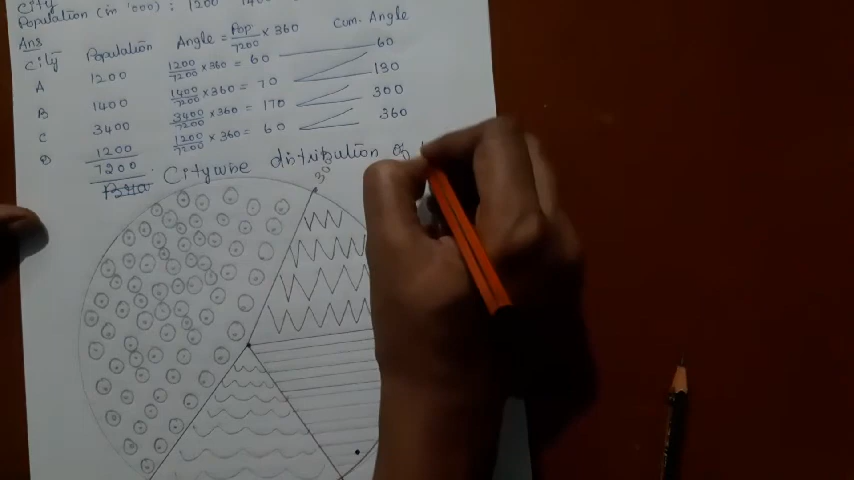 City
Population (in '000) : 1200 1400
Ans
City Population Angle = Pop/7200 × 360 Cum. Angle
A 1200 1200/7200 × 360 = 60 60
B 1400 1400/7200 × 360 = 70 130
C 3400 3400/7200 × 360 = 170 300
D 1200 1200/7200 × 360 = 60 360
7200
Citywise distribution of
30